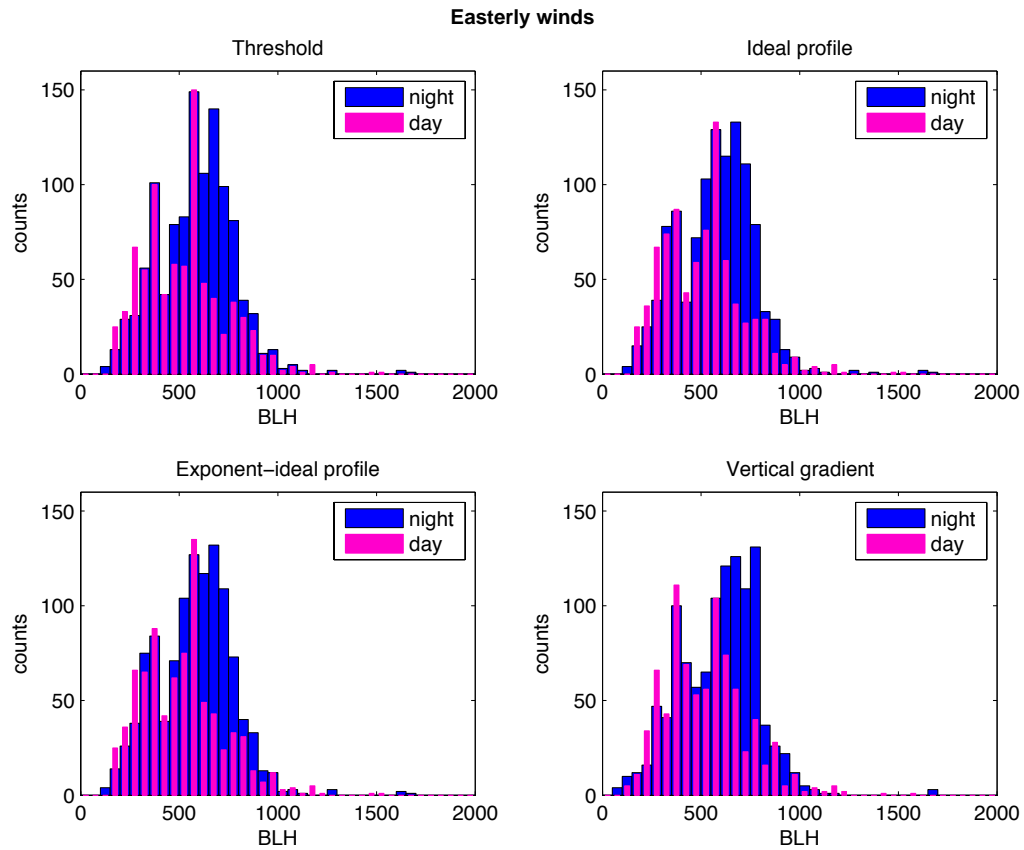 Easterly winds
Threshold
150
100
50
0
counts
0 500 1000 1500 2000
BLH
night
day
Ideal profile
150
100
50
0
counts
0 500 1000 1500 2000
BLH
night
day
Exponent−ideal profile
150
100
50
0
counts
0 500 1000 1500 2000
BLH
night
day
Vertical gradient
150
100
50
0
counts
0 500 1000 1500 2000
BLH
night
day